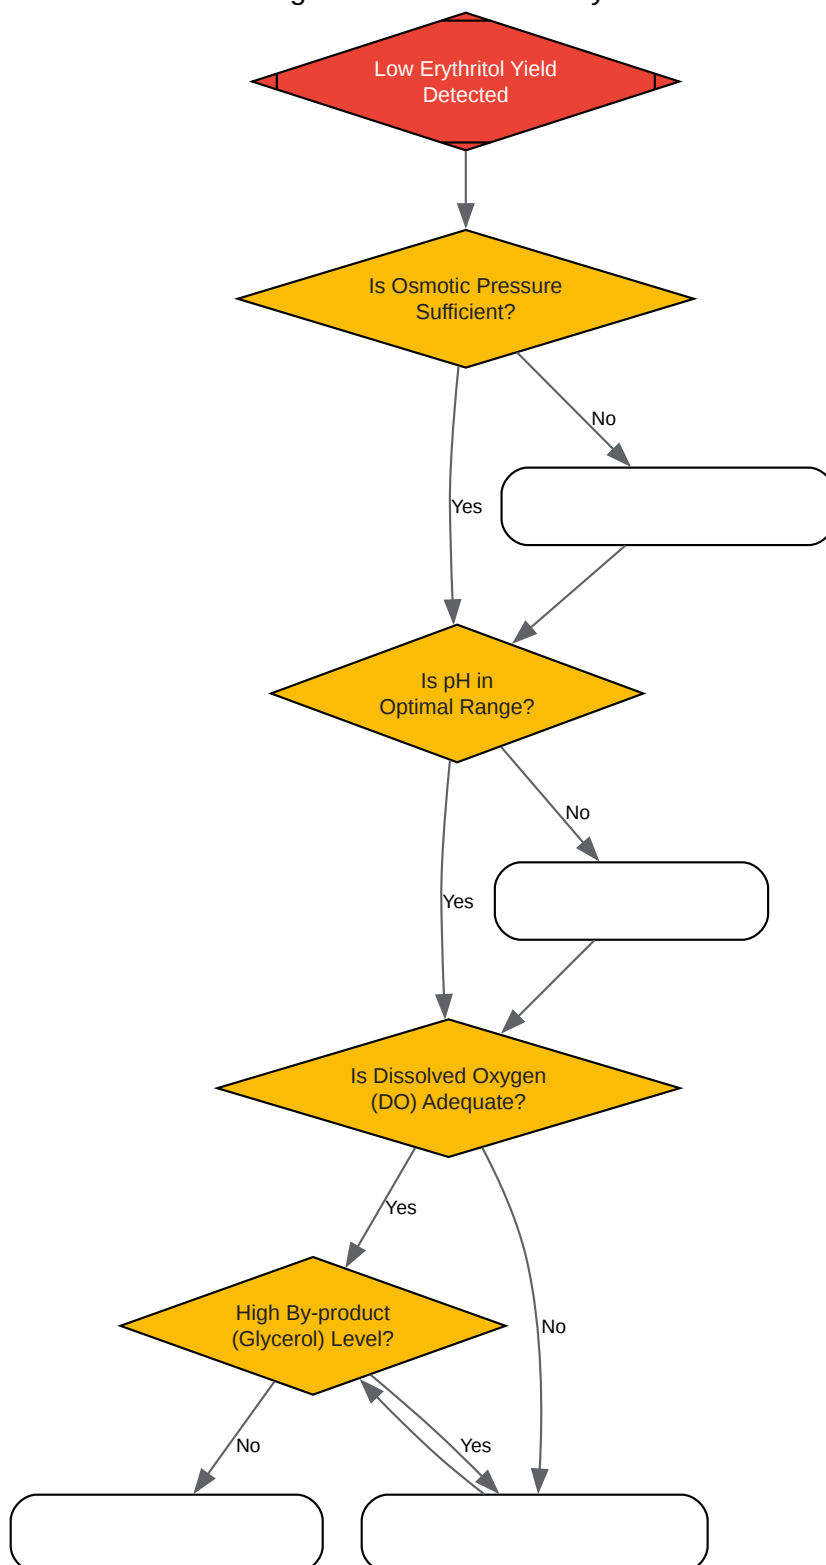 Low Erythritol Yield
Detected
Is Osmotic Pressure
Sufficient?
No
Yes
Is pH in
Optimal Range?
No
Yes
Is Dissolved Oxygen
(DO) Adequate?
Yes
High By-product
(Glycerol) Level?
No
No
Yes